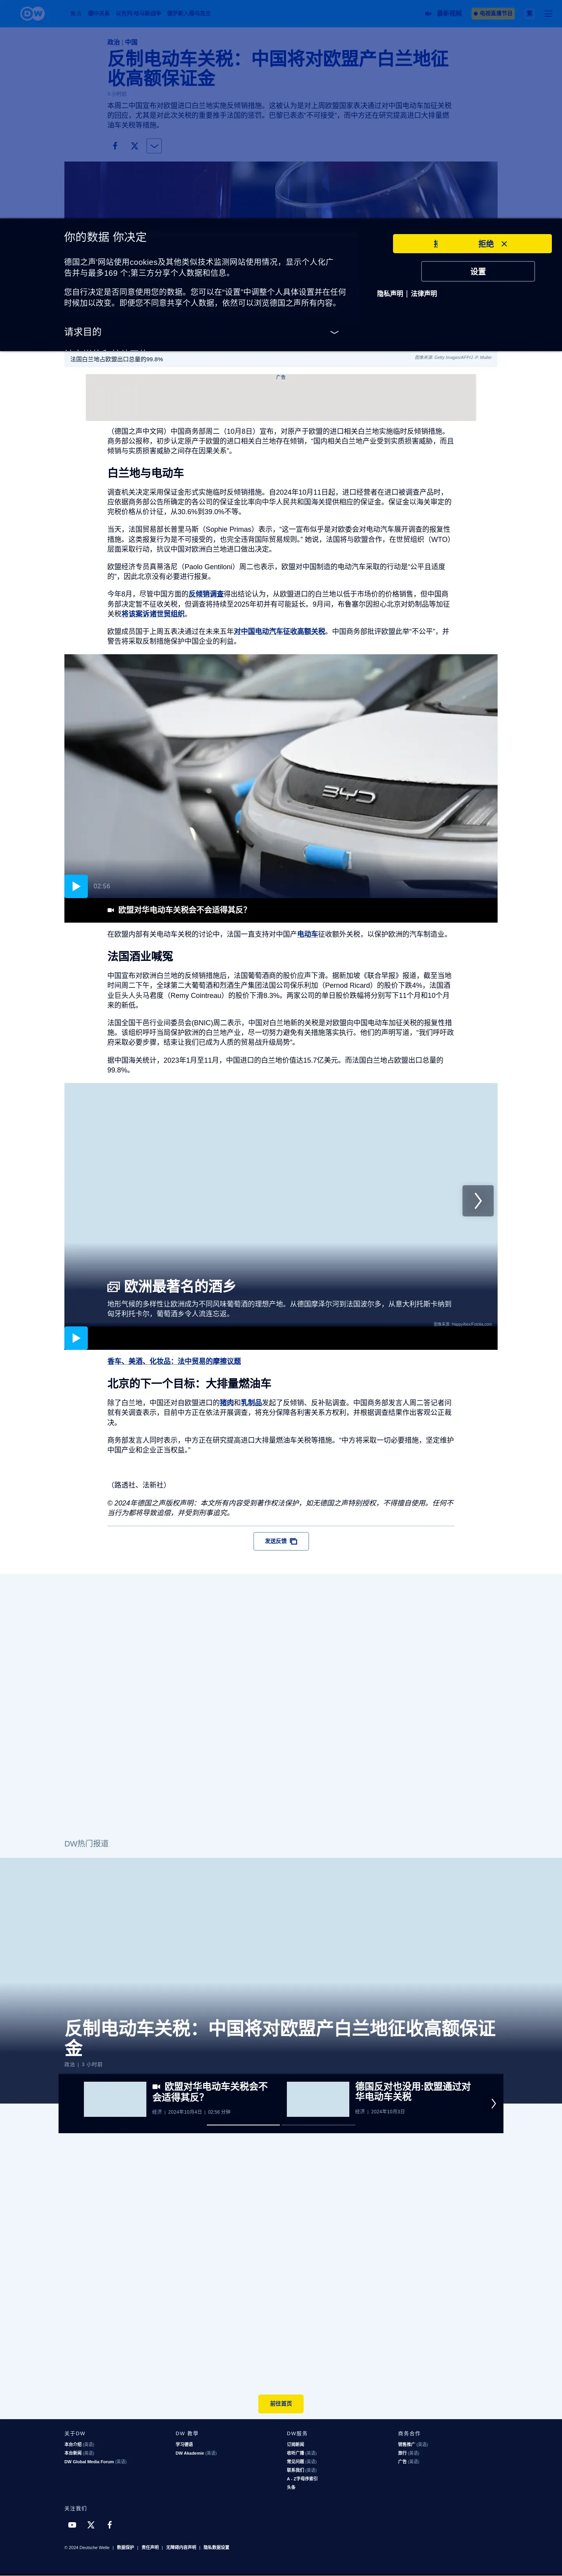 德中关系
以色列-哈马斯战争
俄罗斯入侵乌克兰
最新视频
电视直播节目
繁
政治 | 中国
反制电动车关税：中国将对欧盟产白兰地征
收高额保证金
本周二中国宣布对欧盟进口白兰地实施反倾销措施。这被认为是对上周欧盟国家表决通过对中国电动车加征关税
的回应，尤其是对此次关税的重要推手法国的惩罚。巴黎已表态"不可接受"，而中方还在研究提高进口大排量燃
油车关税等措施。
你的数据 你决定
德国之声'网站使用cookies及其他类似技术监测网站使用情况，显示个人化广
告并与最多169 个;第三方分享个人数据和信息。
您自行决定是否同意使用您的数据。您可以在“设置”中调整个人具体设置并在任何
时候加以改变。即便您不同意共享个人数据，依然可以浏览德国之声所有内容。
请求目的
拒绝
设置
隐私声明 | 法律声明
法国白兰地占欧盟出口总量的99.8%
图像来源: Getty Images/AFP/J.-P. Muller
广告
（德国之声中文网）中国商务部周二（10月8日）宣布，对原产于欧盟的进口相关白兰地实施临时反倾销措施。
商务部公报称，初步认定原产于欧盟的进口相关白兰地存在倾销，“国内相关白兰地产业受到实质损害威胁，而且
倾销与实质损害威胁之间存在因果关系”。
白兰地与电动车
调查机关决定采用保证金形式实施临时反倾销措施。自2024年10月11日起，进口经营者在进口被调查产品时，
应依据商务部公告所确定的各公司的保证金比率向中华人民共和国海关提供相应的保证金。保证金以海关审定的
完税价格从价计征，从30.6%到39.0%不等。
当天，法国贸易部长普里马斯（Sophie Primas）表示，“这一宣布似乎是对欧委会对电动汽车展开调查的报复性
措施。这类报复行为是不可接受的，也完全违背国际贸易规则。” 她说，法国将与欧盟合作，在世贸组织（WTO）
层面采取行动，抗议中国对欧洲白兰地进口做出决定。
欧盟经济专员真蒂洛尼（Paolo Gentiloni）周二也表示，欧盟对中国制造的电动汽车采取的行动是“公平且适度
的”，因此北京没有必要进行报复。
今年8月，尽管中国方面的反倾销调查得出结论认为，从欧盟进口的白兰地以低于市场价的价格销售，但中国商
务部决定暂不征收关税，但调查将持续至2025年初并有可能延长。9月间，布鲁塞尔因担心北京对奶制品等加征
关税将该案诉诸世贸组织。
欧盟成员国于上周五表决通过在未来五年对中国电动汽车征收高额关税。中国商务部批评欧盟此举“不公平”，并
警告将采取反制措施保护中国企业的利益。
BYD
02:56
欧盟对华电动车关税会不会适得其反？
在欧盟内部有关电动车关税的讨论中，法国一直支持对中国产电动车征收额外关税，以保护欧洲的汽车制造业。
法国酒业喊冤
中国宣布对欧洲白兰地的反倾销措施后，法国葡萄酒商的股价应声下滑。据新加坡《联合早报》报道，截至当地
时间周二下午，全球第二大葡萄酒和烈酒生产集团法国公司保乐利加（Pernod Ricard）的股价下跌4%，法国酒
业巨头人头马君度（Remy Cointreau）的股价下滑8.3%。两家公司的单日股价跌幅将分别写下11个月和10个月
来的新低。
法国全国干邑行业间委员会(BNIC)周二表示，中国对白兰地新的关税是对欧盟向中国电动车加征关税的报复性措
施。该组织呼吁当局保护欧洲的白兰地产业，尽一切努力避免有关措施落实执行。他们的声明写道，“我们呼吁政
府采取必要步骤，结束让我们已成为人质的贸易战升级局势”。
据中国海关统计，2023年1月至11月，中国进口的白兰地价值达15.7亿美元。而法国白兰地占欧盟出口总量的
99.8%。
欧洲最著名的酒乡
地形气候的多样性让欧洲成为不同风味葡萄酒的理想产地。从德国摩泽尔河到法国波尔多，从意大利托斯卡纳到
匈牙利托卡尔，葡萄酒乡令人流连忘返。
图像来源: HappyAlex/Fotolia.com
香车、美酒、化妆品：法中贸易的摩擦议题
北京的下一个目标：大排量燃油车
除了白兰地，中国还对自欧盟进口的猪肉和乳制品发起了反倾销、反补贴调查。中国商务部发言人周二答记者问
就有关调查表示，目前中方正在依法开展调查，将充分保障各利害关系方权利，并根据调查结果作出客观公正裁
决。
商务部发言人同时表示，中方正在研究提高进口大排量燃油车关税等措施。“中方将采取一切必要措施，坚定维护
中国产业和企业正当权益。”
（路透社、法新社）
© 2024年德国之声版权声明：本文所有内容受到著作权法保护，如无德国之声特别授权，不得擅自使用。任何不
当行为都将导致追偿，并受到刑事追究。
发送反馈
DW热门报道
反制电动车关税：中国将对欧盟产白兰地征收高额保证
金
政治 | 3 小时前
欧盟对华电动车关税会不
会适得其反？
经济 | 2024年10月4日 | 02:56 分钟
德国反对也没用:欧盟通过对
华电动车关税
经济 | 2024年10月3日
前往首页
关于DW
本台介绍 (英语)
本台新闻 (英语)
DW Global Media Forum (英语)
DW 教学
学习德语
DW Akademie (英语)
DW服务
订阅新闻
收听广播 (英语)
常见问题 (英语)
联系我们 (英语)
A - Z字母序索引
头条
商务合作
销售推广 (英语)
旅行 (英语)
广告 (英语)
关注我们
© 2024 Deutsche Welle | 数据保护 | 责任声明 | 无障碍内容声明 | 隐私数据设置